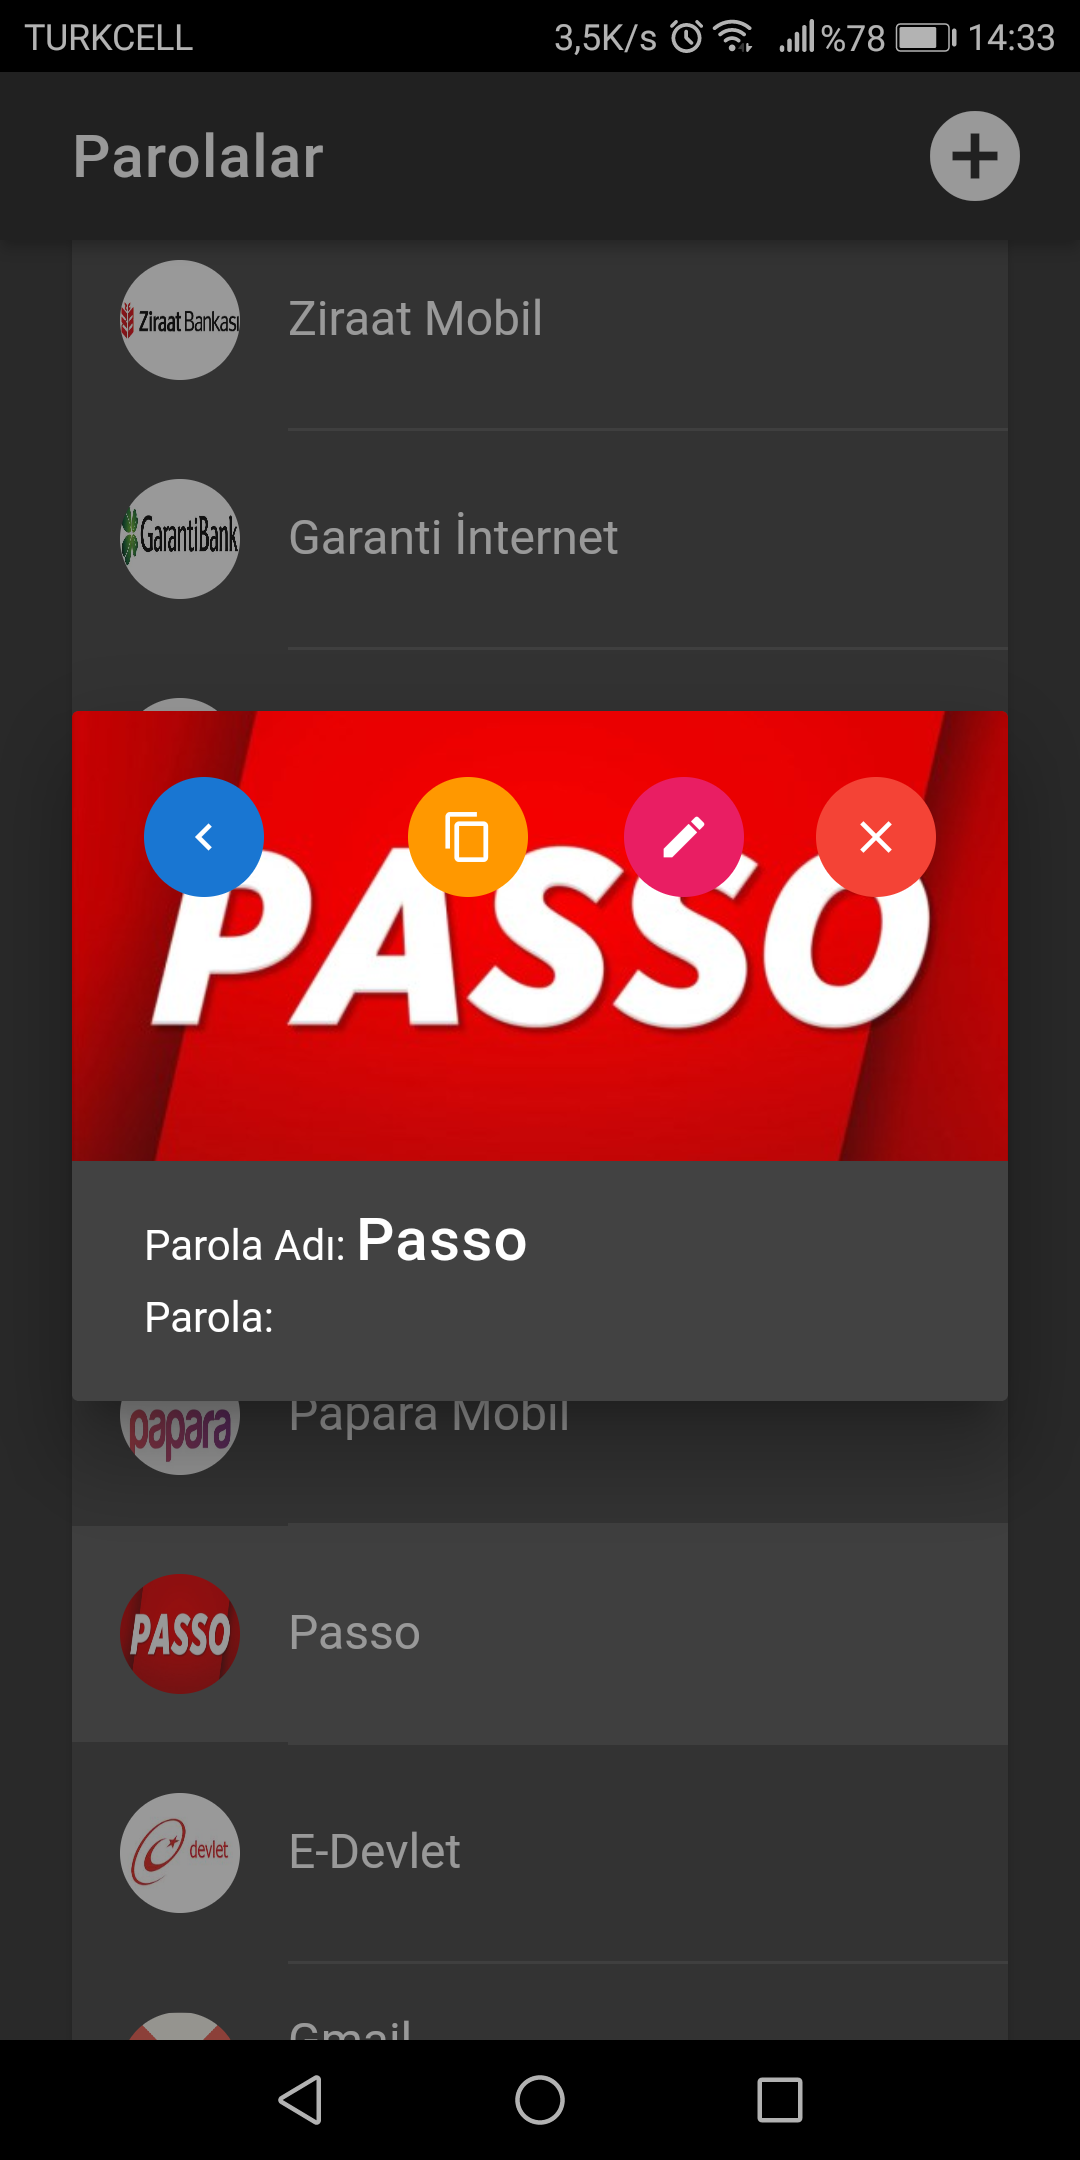 TURKCELL 3,5K/s %78 14:33
Parolalar
Ziraat Bankası Ziraat Mobil
GarantiBank Garanti İnternet
PASSO
Parola Adı: Passo
Parola:
papara Papara Mobil
PASSO Passo
devlet E-Devlet
Gmail